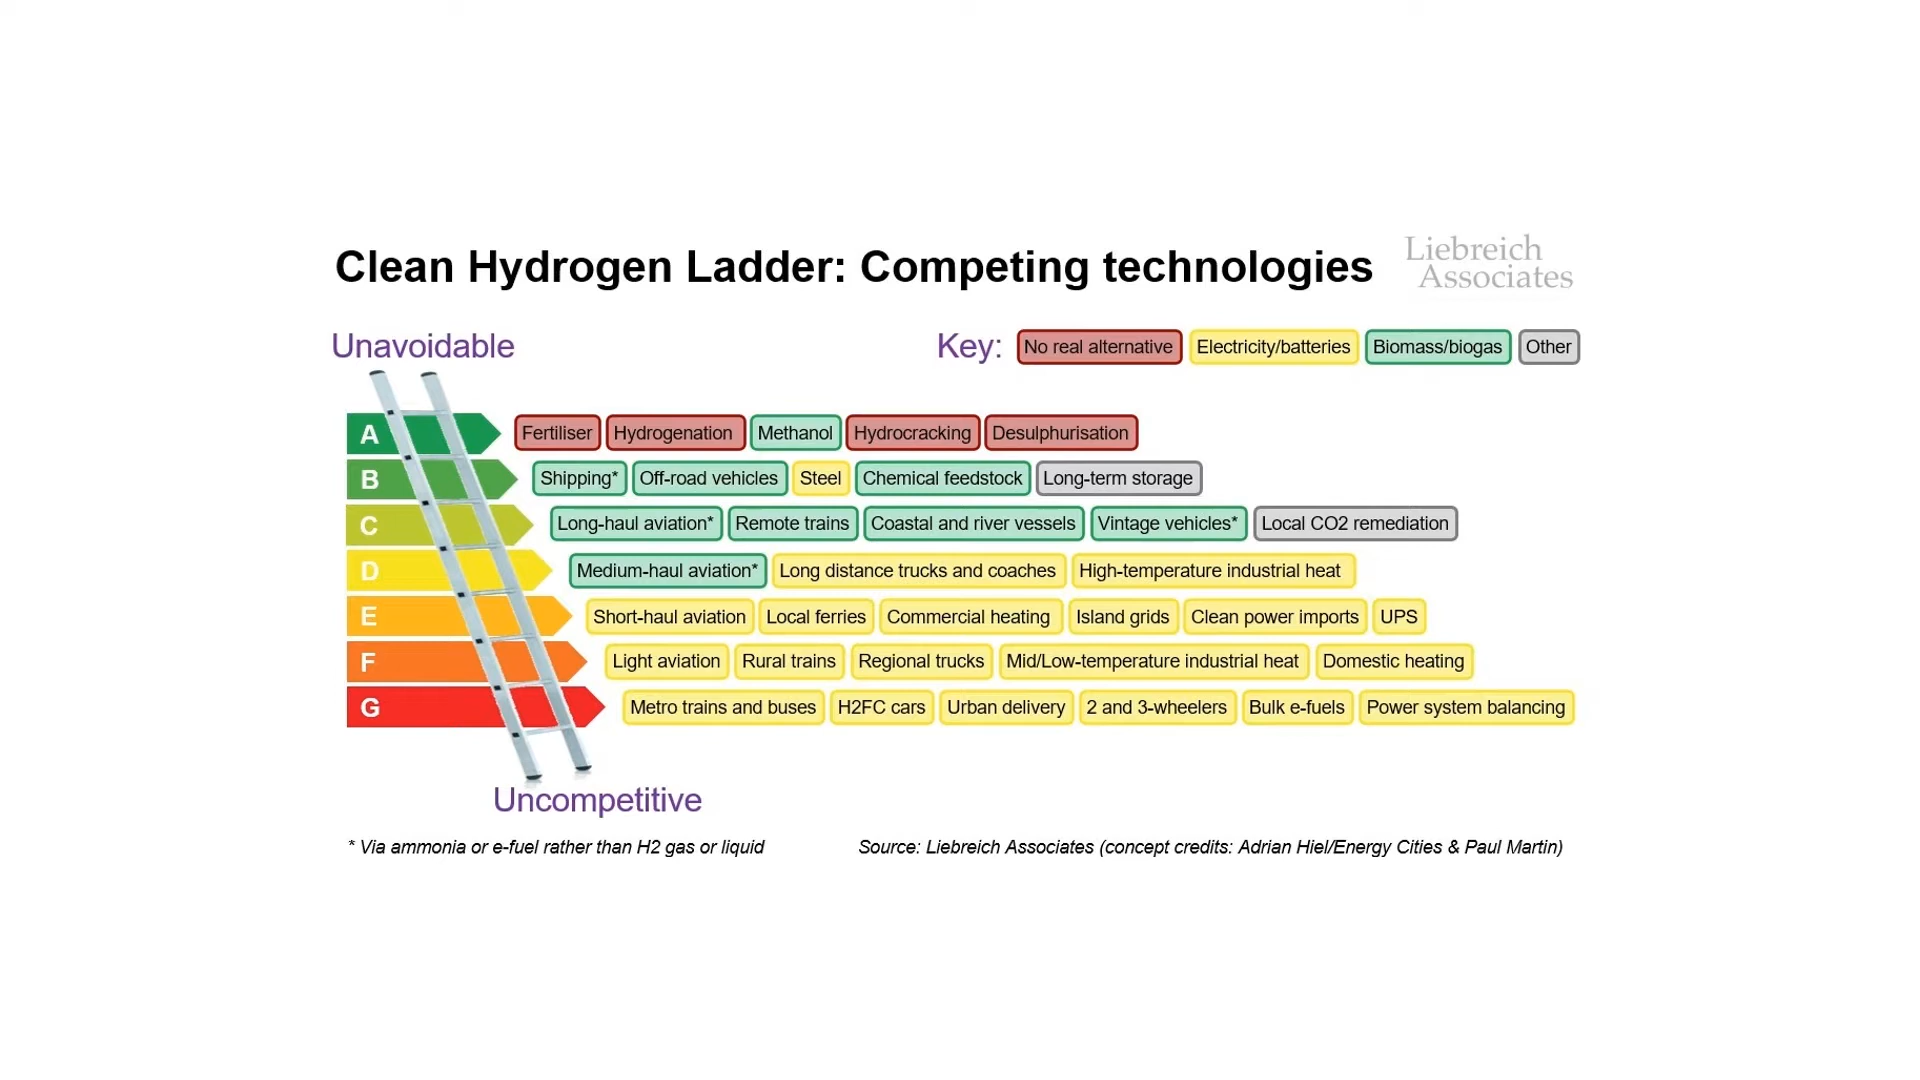 Clean Hydrogen Ladder: Competing technologies
Liebreich
Associates
Unavoidable
Key: No real alternative Electricity/batteries Biomass/biogas Other
A Fertiliser Hydrogenation Methanol Hydrocracking Desulphurisation
B Shipping* Off-road vehicles Steel Chemical feedstock Long-term storage
C Long-haul aviation* Remote trains Coastal and river vessels Vintage vehicles* Local CO2 remediation
D Medium-haul aviation* Long distance trucks and coaches High-temperature industrial heat
E Short-haul aviation Local ferries Commercial heating Island grids Clean power imports UPS
F Light aviation Rural trains Regional trucks Mid/Low-temperature industrial heat Domestic heating
G Metro trains and buses H2FC cars Urban delivery 2 and 3-wheelers Bulk e-fuels Power system balancing
Uncompetitive
* Via ammonia or e-fuel rather than H2 gas or liquid
Source: Liebreich Associates (concept credits: Adrian Hiel/Energy Cities & Paul Martin)